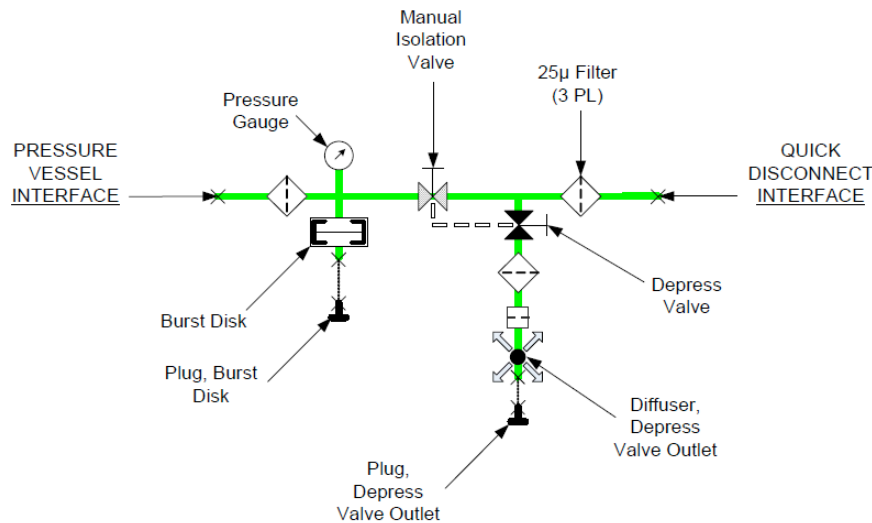 Manual
Isolation
Valve
25µ Filter
(3 PL)
Pressure
Gauge
PRESSURE
VESSEL
INTERFACE
QUICK
DISCONNECT
INTERFACE
Burst Disk
Depress
Valve
Plug, Burst
Disk
Diffuser,
Depress
Valve Outlet
Plug,
Depress
Valve Outlet